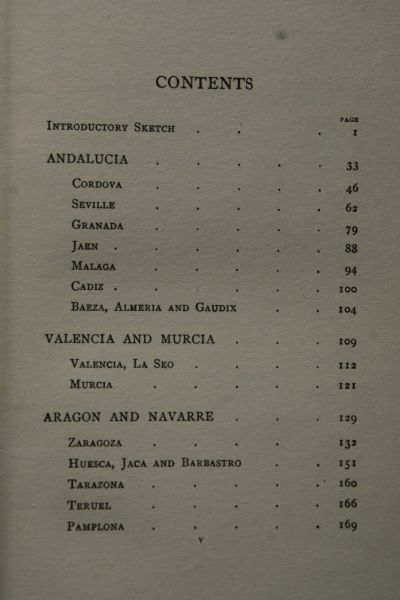 CONTENTS
PAGE
INTRODUCTORY SKETCH . . . 1
ANDALUCIA . . . . . 33
CORDOVA . . . . . 46
SEVILLE . . . . . 62
GRANADA . . . . . 79
JAEN . . . . . . 88
MALAGA . . . . . 94
CADIZ . . . . . . 100
BAEZA, ALMERIA AND GAUDIX . . 104
VALENCIA AND MURCIA . . . 109
VALENCIA, LA SEO . . . . 112
MURCIA . . . . . 121
ARAGON AND NAVARRE . . . 129
ZARAGOZA . . . . 132
HUESCA, JACA AND BARBASTRO . . 151
TARAZONA . . . . . 160
TERUEL . . . . . 166
PAMPLONA . . . . . 169
v